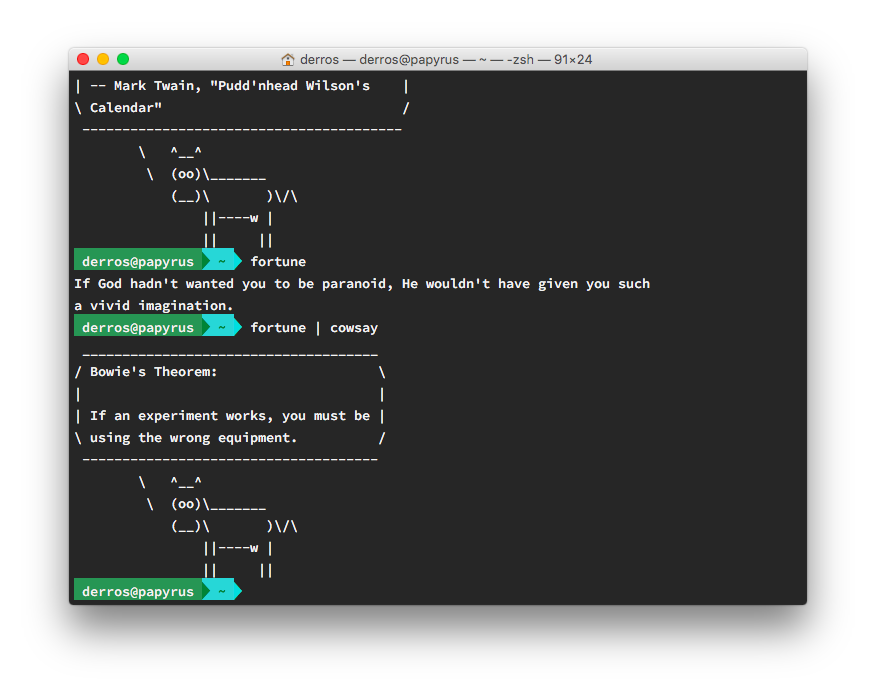 derros — derros@papyrus — ~ — -zsh — 91×24
| -- Mark Twain, "Pudd'nhead Wilson's    |
\ Calendar"                              /
 ----------------------------------------
        \   ^__^
         \  (oo)\_______
            (__)\       )\/\
                ||----w |
                ||     ||
derros@papyrus  ~  fortune
If God hadn't wanted you to be paranoid, He wouldn't have given you such
a vivid imagination.
derros@papyrus  ~  fortune | cowsay
 _____________________________________
/ Bowie's Theorem:                    \
|                                     |
| If an experiment works, you must be |
\ using the wrong equipment.          /
 -------------------------------------
        \   ^__^
         \  (oo)\_______
            (__)\       )\/\
                ||----w |
                ||     ||
derros@papyrus  ~